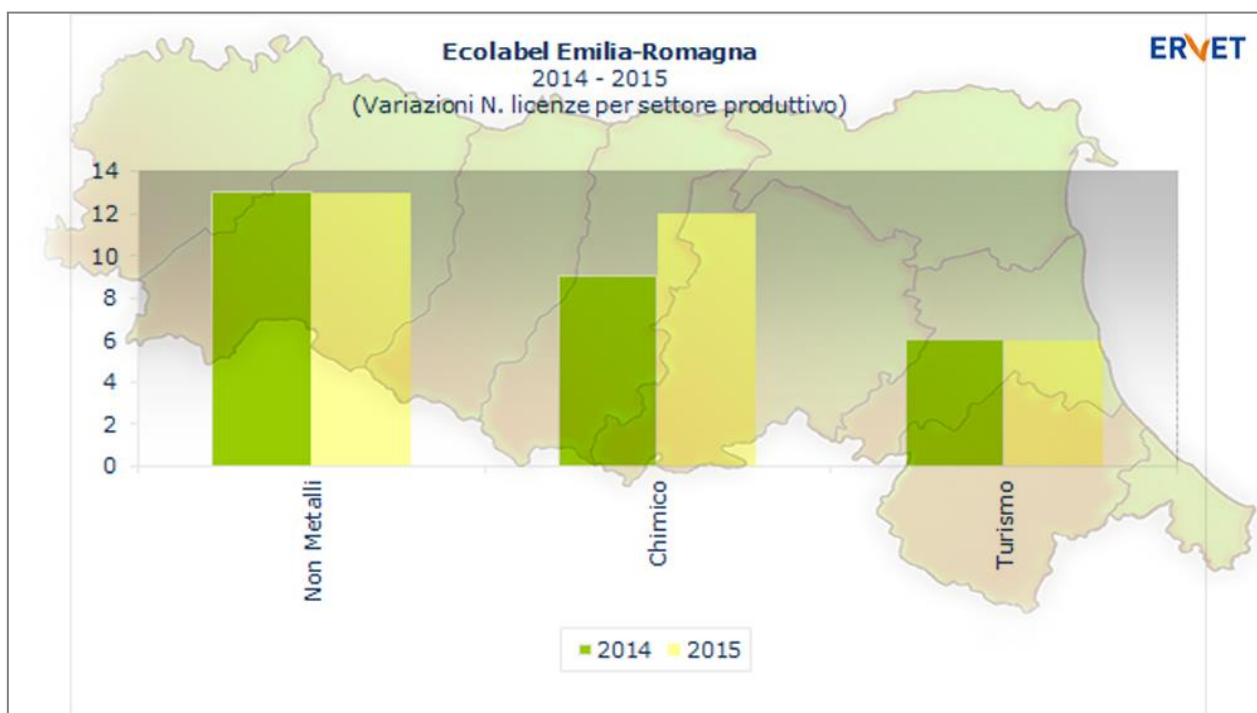 Ecolabel Emilia-Romagna
2014 - 2015
(Variazioni N. licenze per settore produttivo)
ERVET
14
12
10
8
6
4
2
0
Non Metalli
Chimico
Turismo
2014 2015